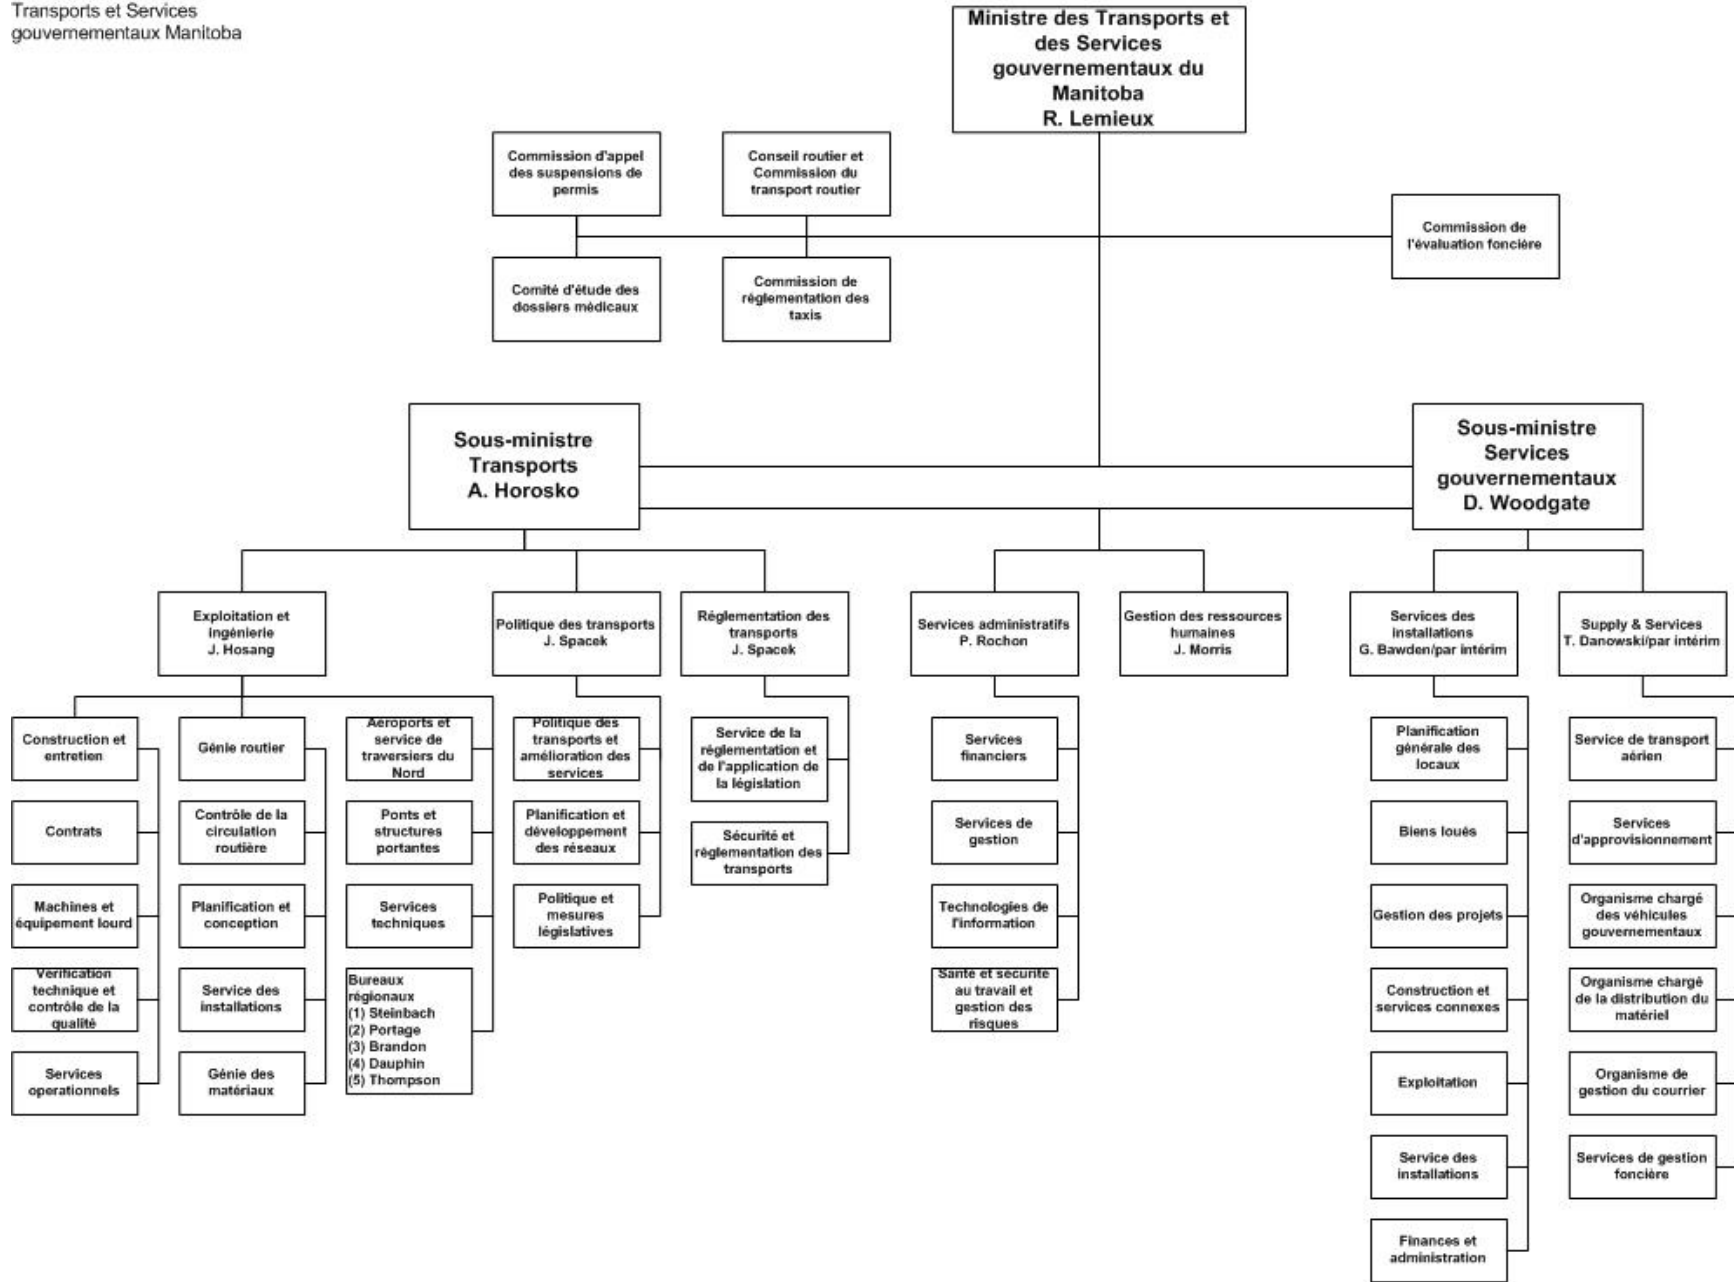 Transports et Services
gouvernementaux Manitoba
Ministre des Transports et
des Services
gouvernementaux du
Manitoba
R. Lemieux
Commission d'appel
des suspensions de
permis
Conseil routier et
Commission du
transport routier
Commission de
l'évaluation foncière
Comité d'étude des
dossiers médicaux
Commission de
réglementation des
taxis
Sous-ministre
Transports
A. Horosko
Sous-ministre
Services
gouvernementaux
D. Woodgate
Exploitation et
ingénierie
J. Hosang
Politique des transports
J. Spacek
Réglementation des
transports
J. Spacek
Services administratifs
P. Rochon
Gestion des ressources
humaines
J. Morris
Services des
installations
G. Bawden/par intérim
Supply & Services
T. Danowski/par intérim
Construction et
entretien
Contrats
Machines et
équipement lourd
Vérification
technique et
contrôle de la
qualité
Services
operationnels
Génie routier
Contrôle de la
circulation
routière
Planification et
conception
Service des
installations
Génie des
matériaux
Aéroports et
service de
traversiers du
Nord
Ponts et
structures
portantes
Services
techniques
Bureaux
régionaux
(1) Steinbach
(2) Portage
(3) Brandon
(4) Dauphin
(5) Thompson
Politique des
transports et
amélioration des
services
Planification et
développement
des réseaux
Politique et
mesures
législatives
Service de la
réglementation et
de l'application de
la législation
Sécurité et
réglementation des
transports
Services
financiers
Services de
gestion
Technologies de
l'information
Santé et sécurité
au travail et
gestion des
risques
Planification
générale des
locaux
Biens loués
Gestion des projets
Construction et
services connexes
Exploitation
Service des
installations
Finances et
administration
Service de transport
aérien
Services
d'approvisionnement
Organisme chargé
des véhicules
gouvernementaux
Organisme chargé
de la distribution du
matériel
Organisme de
gestion du courrier
Services de gestion
foncière